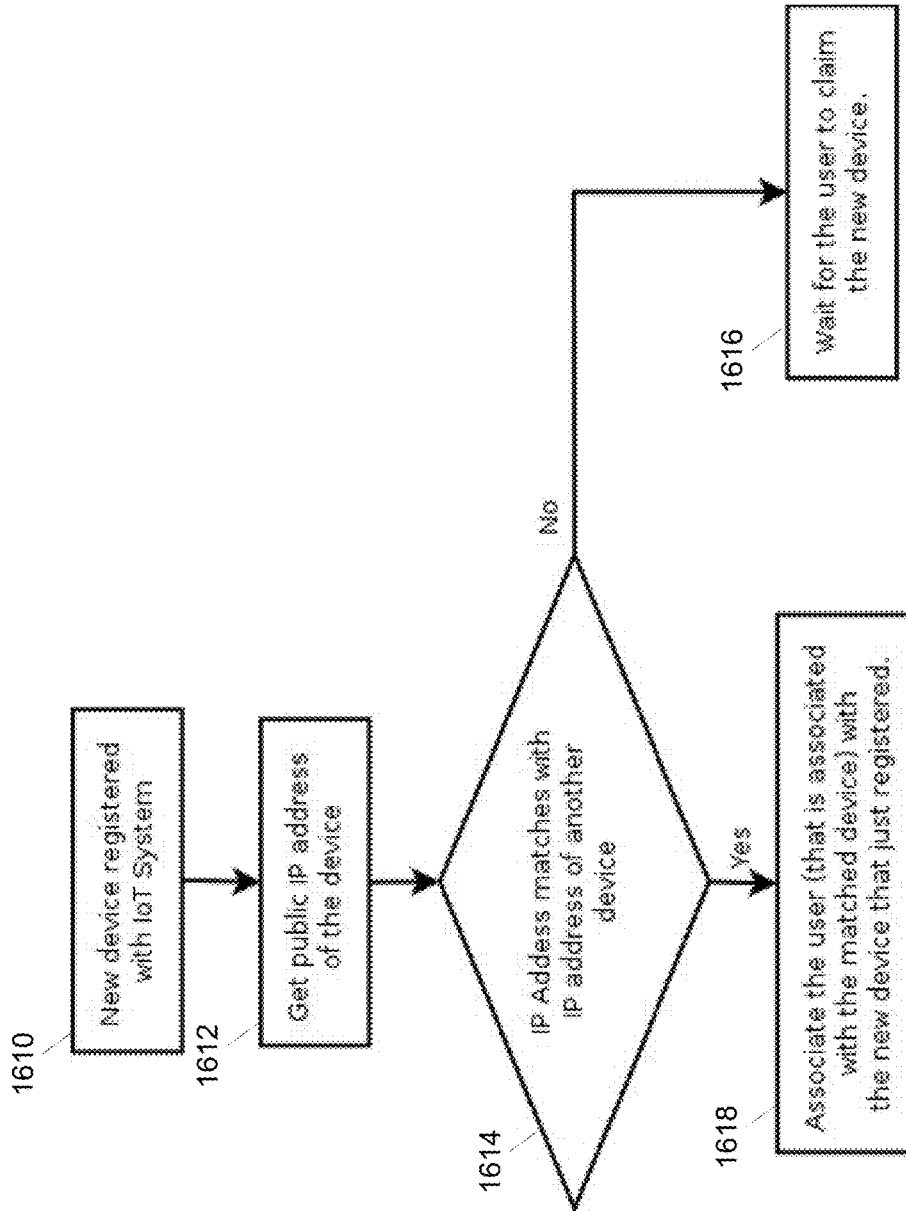 1610
New device registered
with IoT System
1612
Get public IP address
of the device
1614
IP Addess matches with
IP address of another
device
No
Yes
1616
Wait for the user to claim
the new device.
1618
Associate the user (that is associated
with the matched device) with
the new device that just registered.